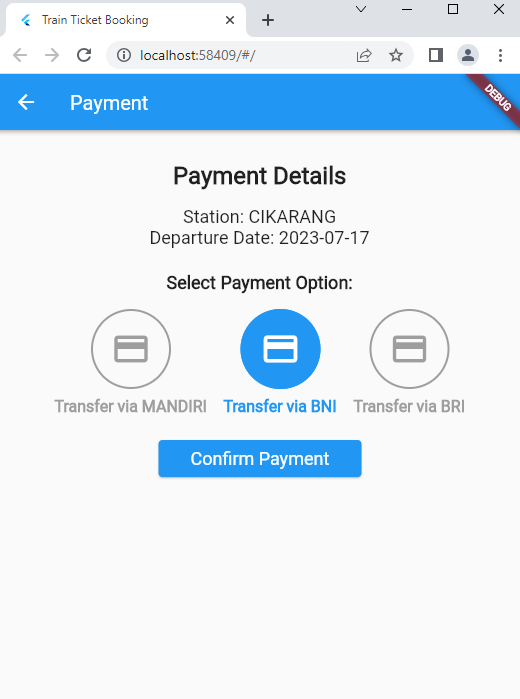 Train Ticket Booking
localhost:58409/#/
Payment
DEBUG
Payment Details
Station: CIKARANG
Departure Date: 2023-07-17
Select Payment Option:
Transfer via MANDIRI Transfer via BNI Transfer via BRI
Confirm Payment